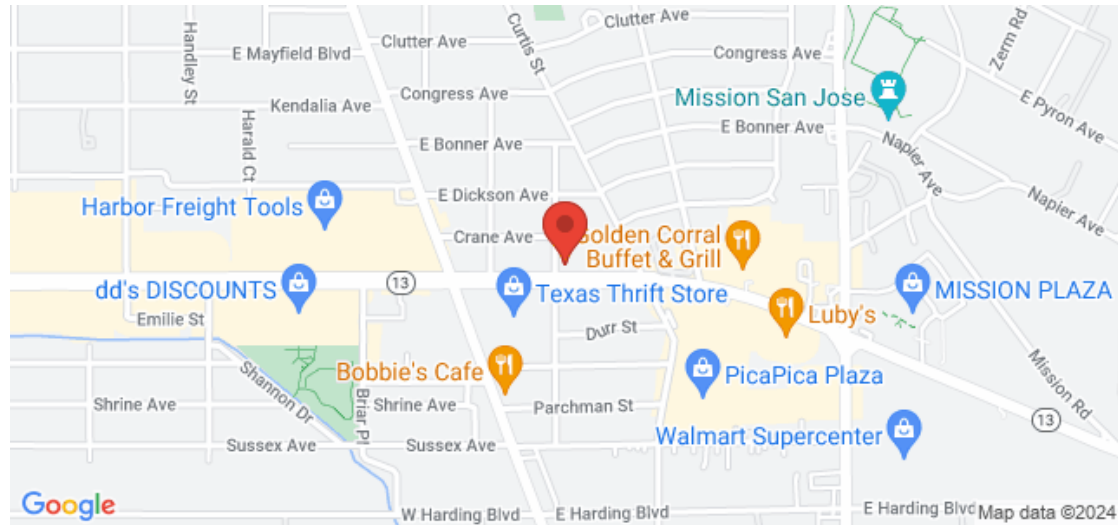 Handley St
Curtis St
Clutter Ave
Clutter Ave
Zerm Rd
E Mayfield Blvd
Congress Ave
Congress Ave
Kendalia Ave
Mission San Jose
E Pyron Ave
E Bonner Ave
E Bonner Ave
Harald Ct
Napier Ave
E Dickson Ave
Napier Ave
Harbor Freight Tools
Crane Ave
Golden Corral
Buffet & Grill
13
dd's DISCOUNTS
Texas Thrift Store
MISSION PLAZA
Emilie St
Luby's
Durr St
Shannon Dr
Bobbie's Cafe
PicaPica Plaza
Mission Rd
Briar Pl
Shrine Ave
Shrine Ave
Parchman St
13
Sussex Ave
Sussex Ave
Walmart Supercenter
Google
W Harding Blvd
E Harding Blvd
E Harding Blvd
Map data ©2024